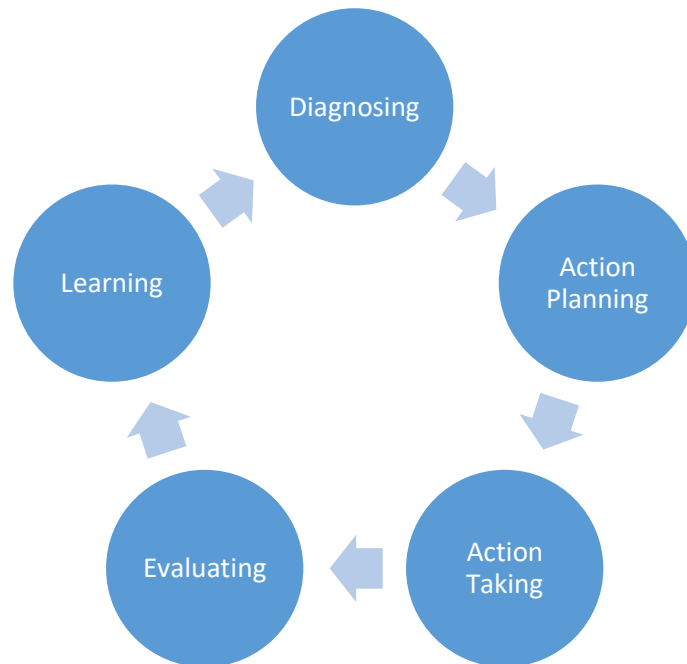 Diagnosing
Action
Planning
Action
Taking
Evaluating
Learning